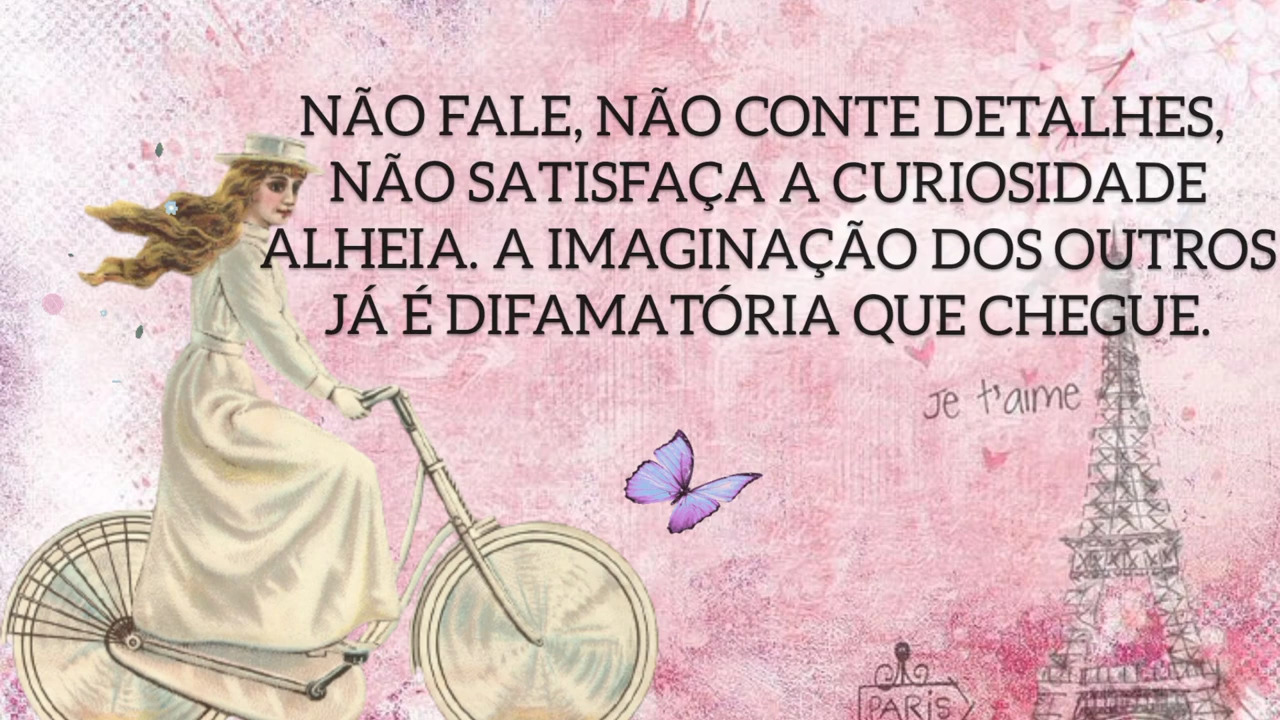 NÃO FALE, NÃO CONTE DETALHES,
NÃO SATISFAÇA A CURIOSIDADE
ALHEIA. A IMAGINAÇÃO DOS OUTROS
JÁ É DIFAMATÓRIA QUE CHEGUE.
Je t'aime
PARIS